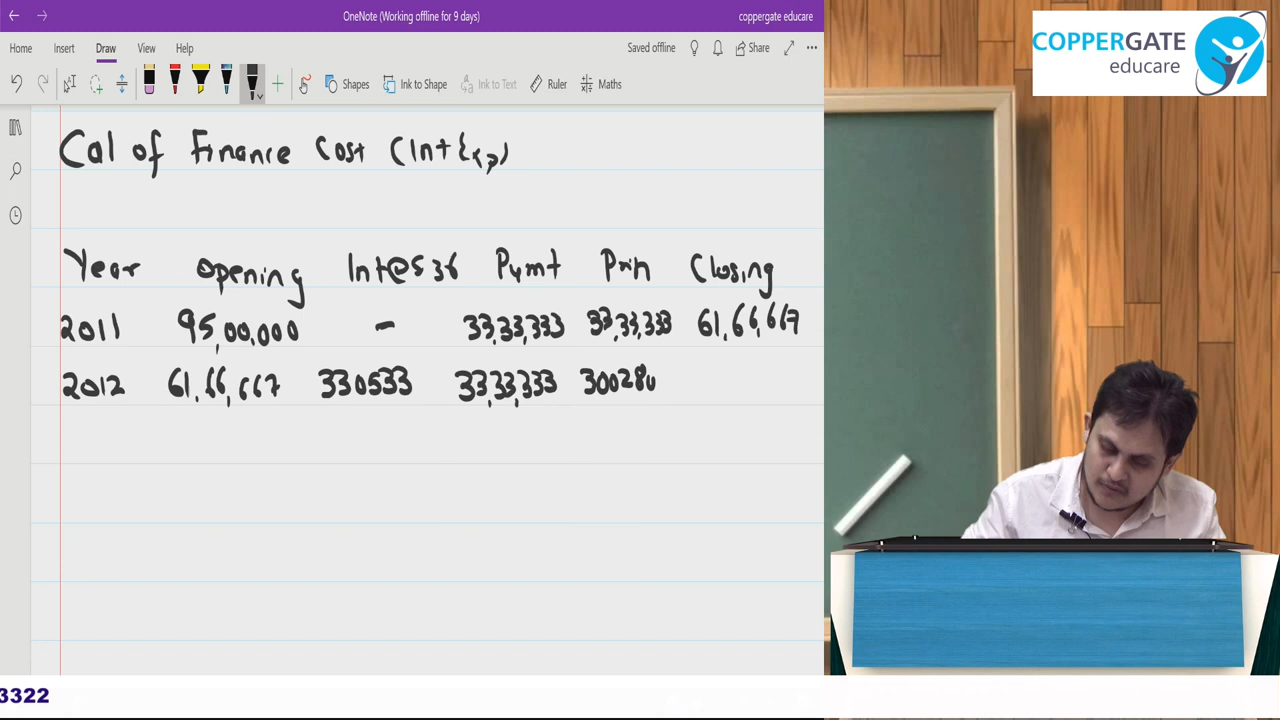 OneNote (Working offline for 9 days)
coppergate educare
Home Insert Draw View Help
Saved offline Share
Shapes Ink to Shape Ink to Text Ruler Maths
COPPERGATE
educare
Cal of Finance Cost (Int Exp)
Year Opening Int@536 Pymt Prin Closing
2011 95,00,000 - 33,33,333 33,33,333 61,66,667
2012 61,66,667 330533 33,33,333 300280
3322